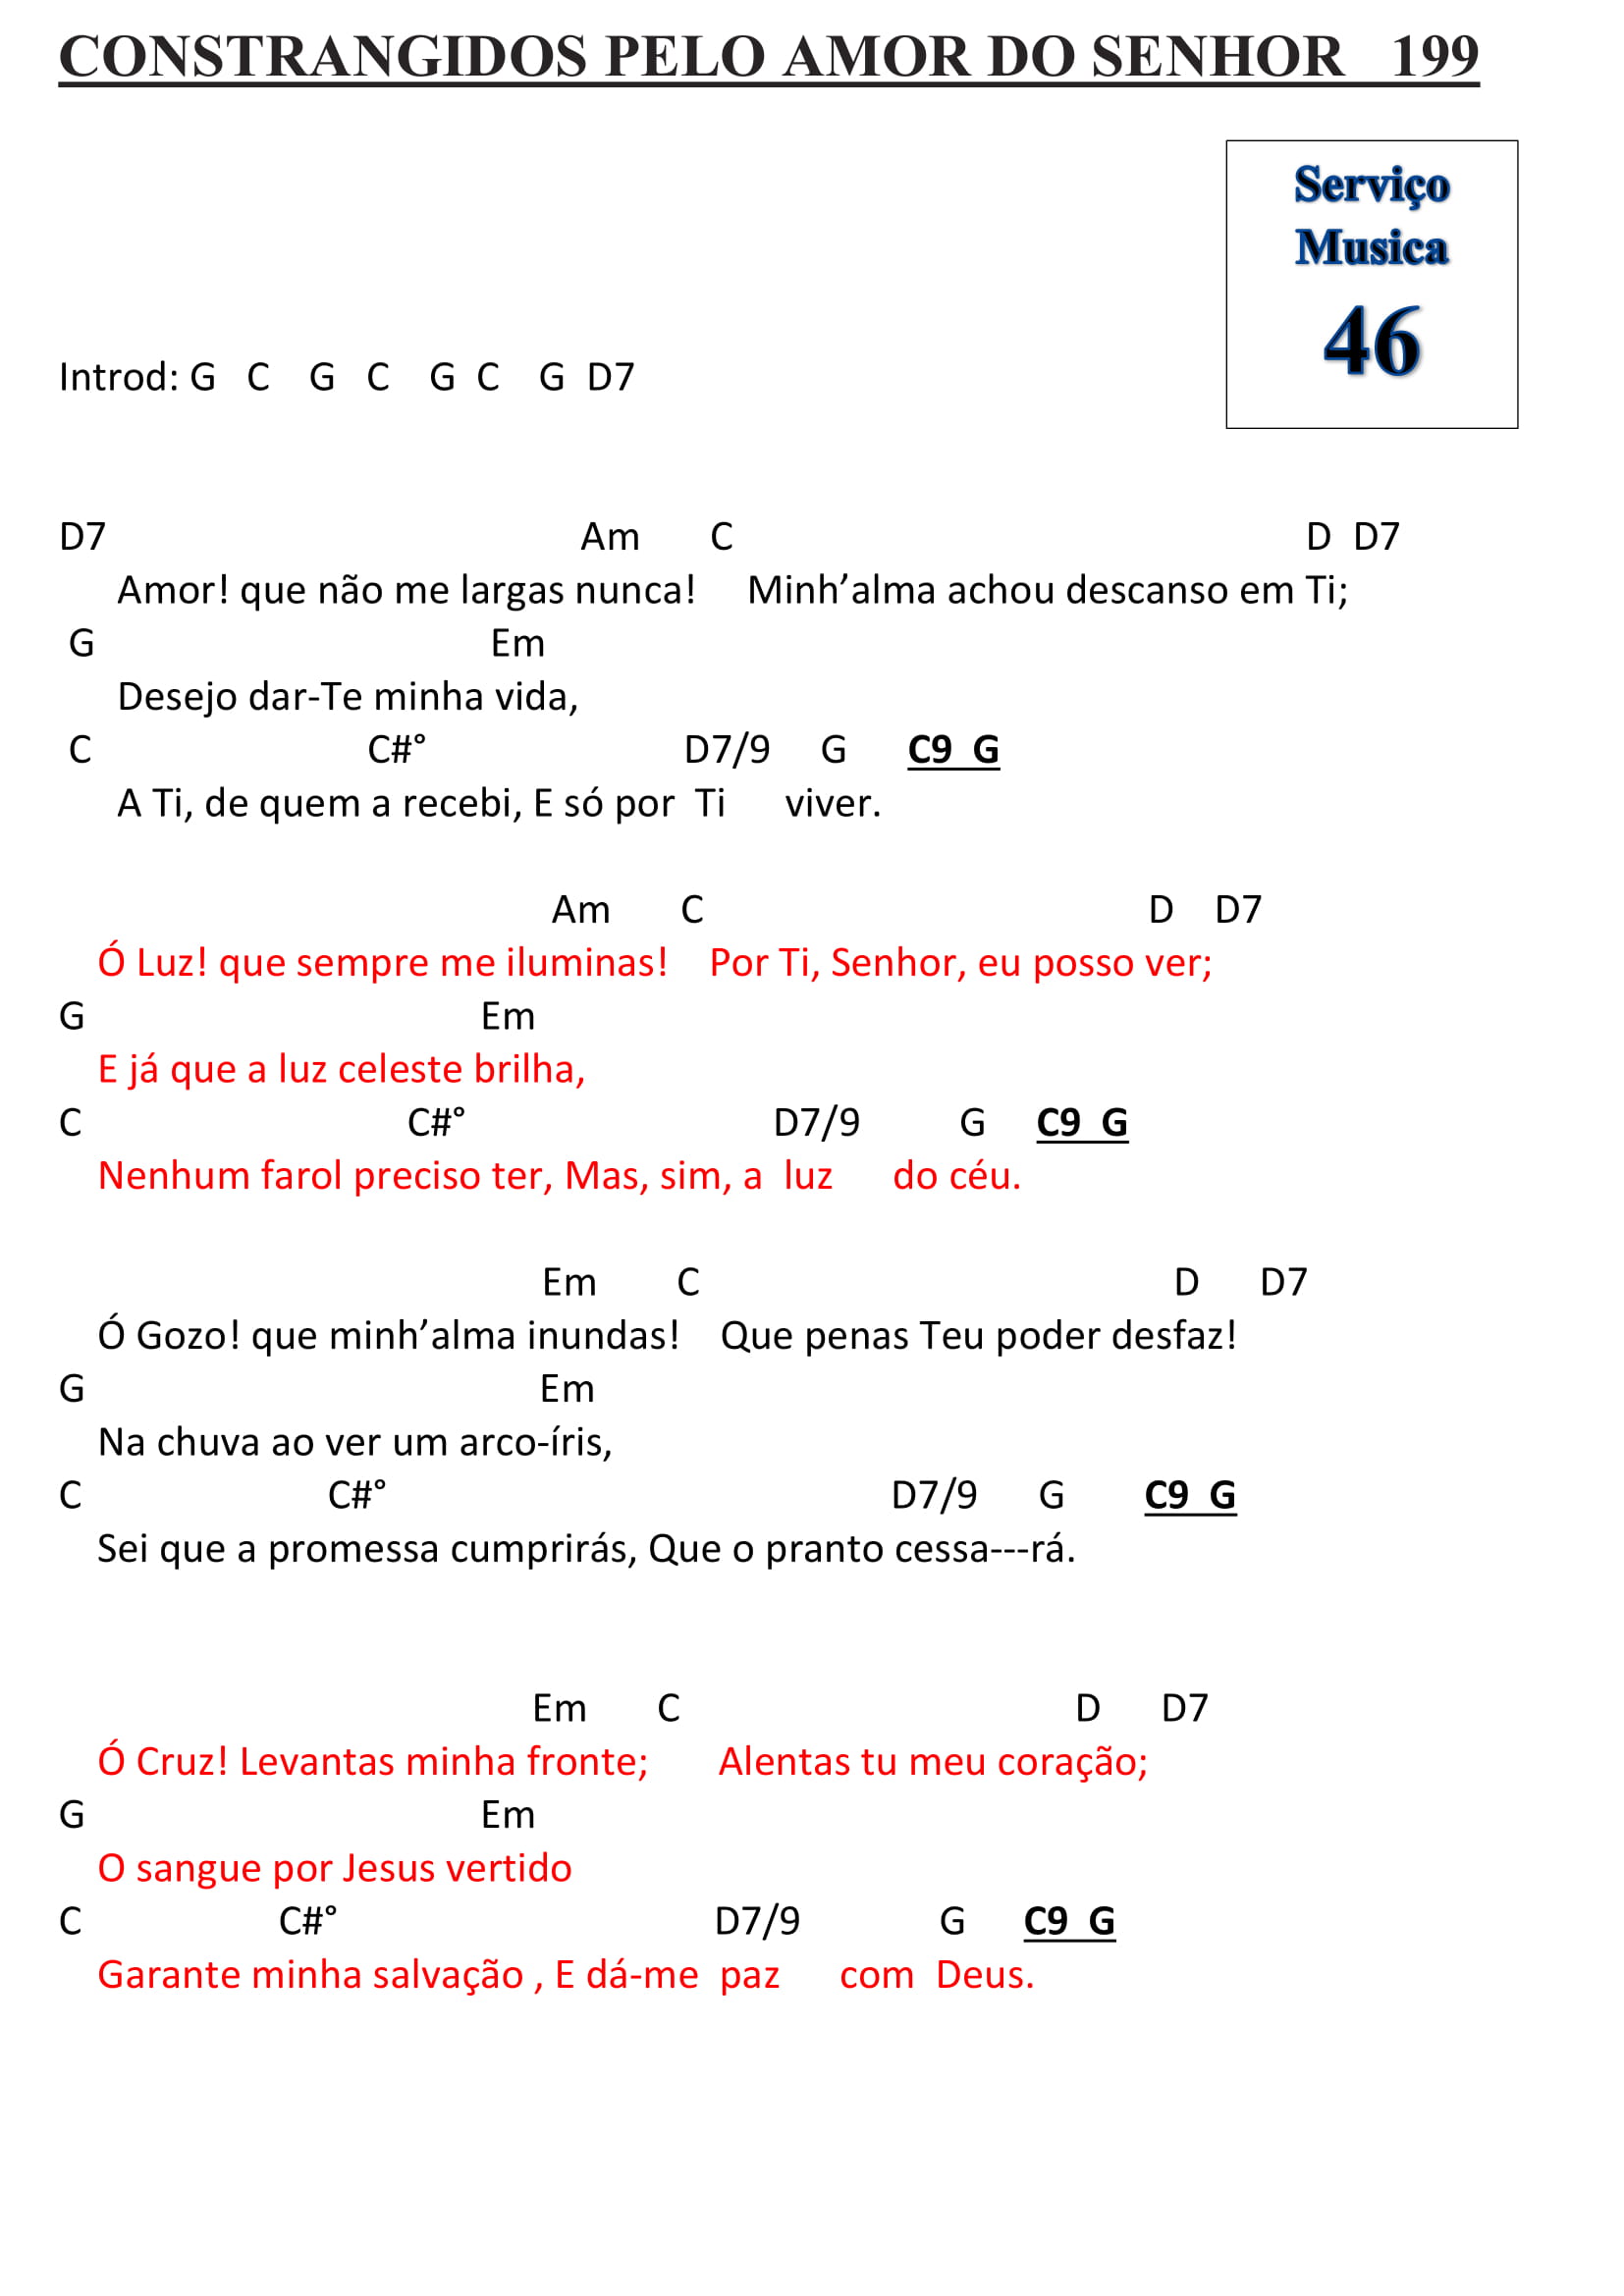 CONSTRANGIDOS PELO AMOR DO SENHOR 199
Serviço
Musica
46
Introd: G C G C G C G D7
D7 Am C D D7
Amor! que não me largas nunca! Minh’alma achou descanso em Ti;
G Em
Desejo dar-Te minha vida,
C C#° D7/9 G C9 G
A Ti, de quem a recebi, E só por Ti viver.
Am C D D7
Ó Luz! que sempre me iluminas! Por Ti, Senhor, eu posso ver;
G Em
E já que a luz celeste brilha,
C C#° D7/9 G C9 G
Nenhum farol preciso ter, Mas, sim, a luz do céu.
Em C D D7
Ó Gozo! que minh’alma inundas! Que penas Teu poder desfaz!
G Em
Na chuva ao ver um arco-íris,
C C#° D7/9 G C9 G
Sei que a promessa cumprirás, Que o pranto cessa---rá.
Em C D D7
Ó Cruz! Levantas minha fronte; Alentas tu meu coração;
G Em
O sangue por Jesus vertido
C C#° D7/9 G C9 G
Garante minha salvação , E dá-me paz com Deus.